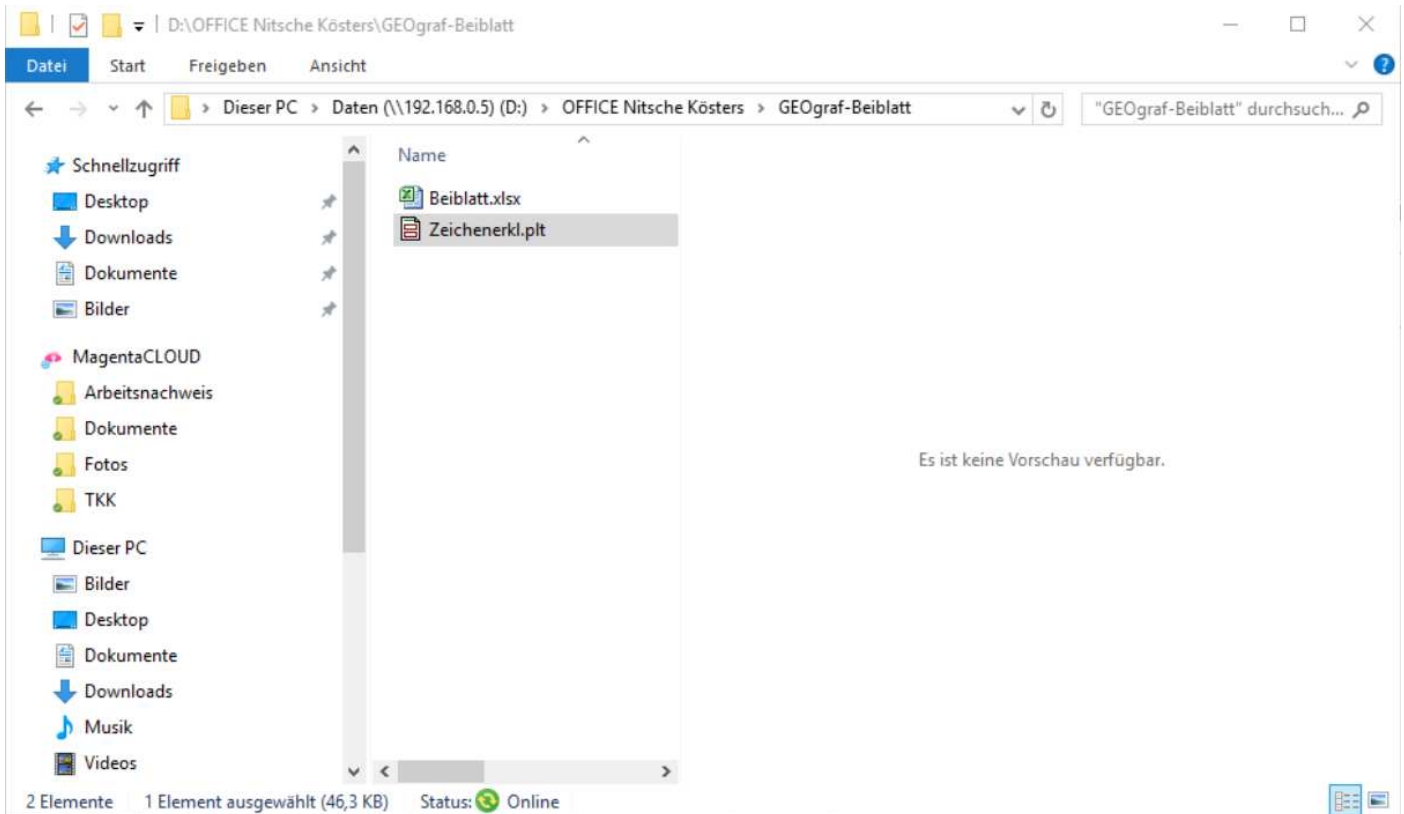 D:\OFFICE Nitsche Kösters\GEOgraf-Beiblatt
Datei Start Freigeben Ansicht
Dieser PC > Daten (\\192.168.0.5) (D:) > OFFICE Nitsche Kösters > GEOgraf-Beiblatt
"GEOgraf-Beiblatt" durchsuch...
Schnellzugriff
Desktop
Downloads
Dokumente
Bilder
MagentaCLOUD
Arbeitsnachweis
Dokumente
Fotos
TKK
Dieser PC
Bilder
Desktop
Dokumente
Downloads
Musik
Videos
Name
Beiblatt.xlsx
Zeichenerkl.plt
Es ist keine Vorschau verfügbar.
2 Elemente 1 Element ausgewählt (46,3 KB) Status: Online